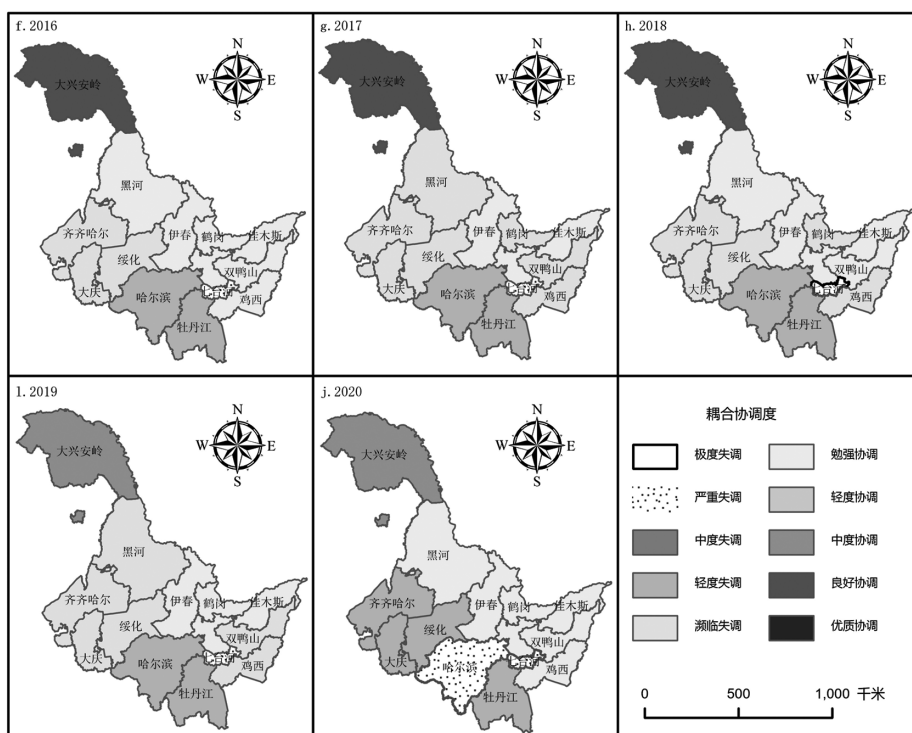 f.2016
N
W
E
S
大兴安岭
黑河
齐齐哈尔
伊春
鹤岗
佳木斯
绥化
双鸭山
大庆
哈尔滨
鸡西
牡丹江
g.2017
N
W
E
S
大兴安岭
黑河
齐齐哈尔
伊春
鹤岗
佳木斯
绥化
双鸭山
大庆
哈尔滨
鸡西
牡丹江
h.2018
N
W
E
S
大兴安岭
黑河
齐齐哈尔
伊春
鹤岗
佳木斯
绥化
双鸭山
大庆
哈尔滨
鸡西
牡丹江
l.2019
N
W
E
S
大兴安岭
黑河
齐齐哈尔
伊春
鹤岗
佳木斯
绥化
双鸭山
大庆
哈尔滨
鸡西
牡丹江
j.2020
N
W
E
S
大兴安岭
黑河
齐齐哈尔
伊春
鹤岗
佳木斯
绥化
双鸭山
大庆
哈尔滨
鸡西
牡丹江
耦合协调度
极度失调
勉强协调
严重失调
轻度协调
中度失调
中度协调
轻度失调
良好协调
濒临失调
优质协调
0 500 1,000 千米